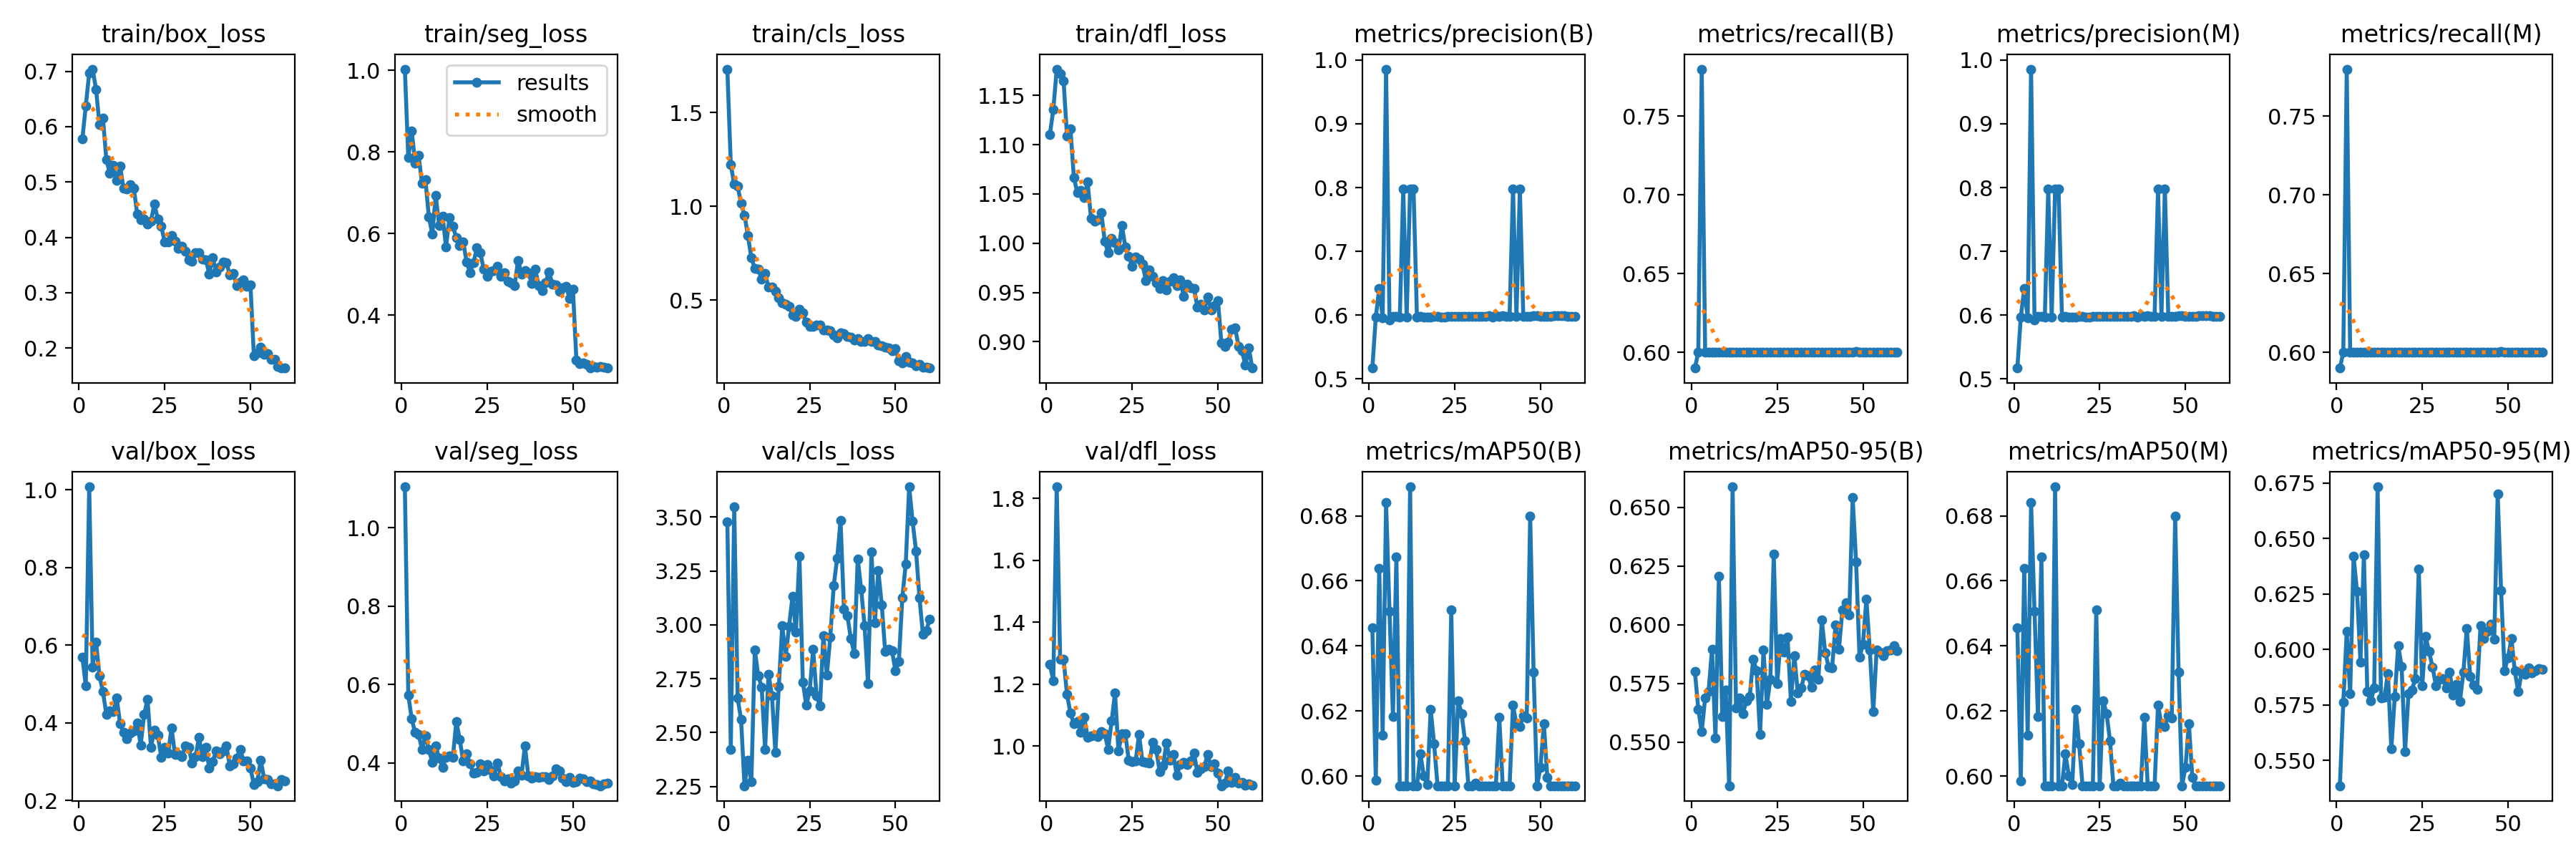 train/box_loss
0.7
0.6
0.5
0.4
0.3
0.2
0 25 50
train/seg_loss
results
smooth
1.0
0.8
0.6
0.4
0 25 50
train/cls_loss
1.5
1.0
0.5
0 25 50
train/dfl_loss
1.15
1.10
1.05
1.00
0.95
0.90
0 25 50
metrics/precision(B)
1.0
0.9
0.8
0.7
0.6
0.5
0 25 50
metrics/recall(B)
0.75
0.70
0.65
0.60
0 25 50
metrics/precision(M)
1.0
0.9
0.8
0.7
0.6
0.5
0 25 50
metrics/recall(M)
0.75
0.70
0.65
0.60
0 25 50
val/box_loss
1.0
0.8
0.6
0.4
0.2
0 25 50
val/seg_loss
1.0
0.8
0.6
0.4
0 25 50
val/cls_loss
3.50
3.25
3.00
2.75
2.50
2.25
0 25 50
val/dfl_loss
1.8
1.6
1.4
1.2
1.0
0 25 50
metrics/mAP50(B)
0.68
0.66
0.64
0.62
0.60
0 25 50
metrics/mAP50-95(B)
0.650
0.625
0.600
0.575
0.550
0 25 50
metrics/mAP50(M)
0.68
0.66
0.64
0.62
0.60
0 25 50
metrics/mAP50-95(M)
0.675
0.650
0.625
0.600
0.575
0.550
0 25 50